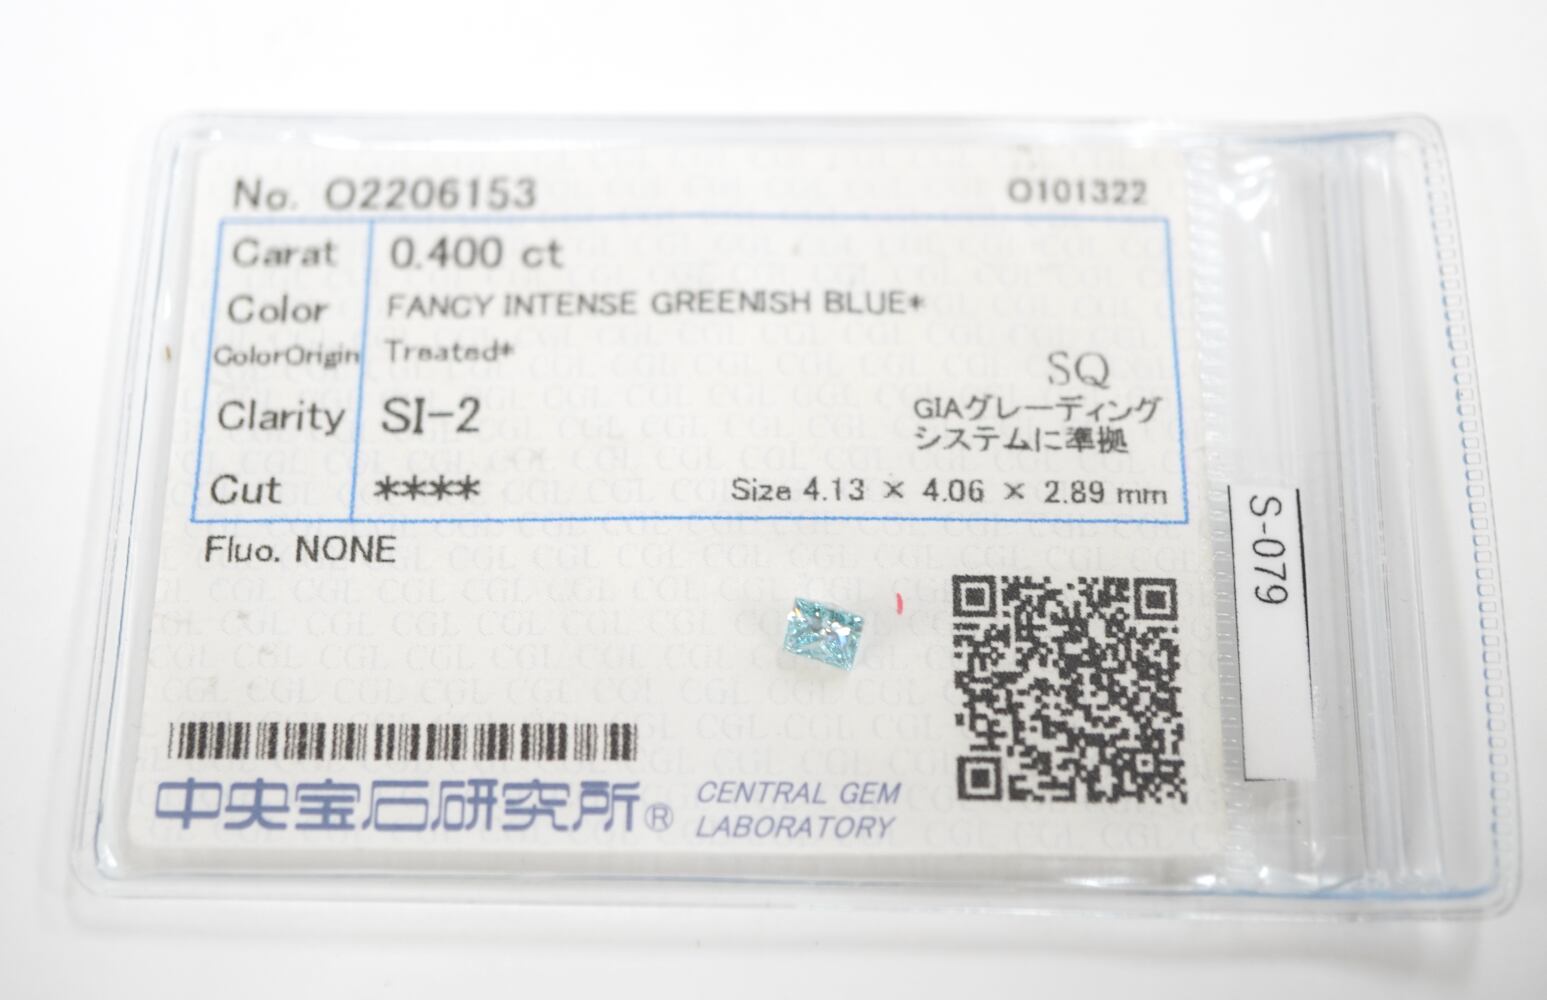 No. O2206153
O101322
Carat 0.400 ct
Color FANCY INTENSE GREENISH BLUE*
ColorOrigin Treated*
SQ
Clarity SI-2
GIAグレーディング
システムに準拠
Cut ****
Size 4.13 × 4.06 × 2.89 mm
Fluo. NONE
S-079
中央宝石研究所®
CENTRAL GEM
LABORATORY